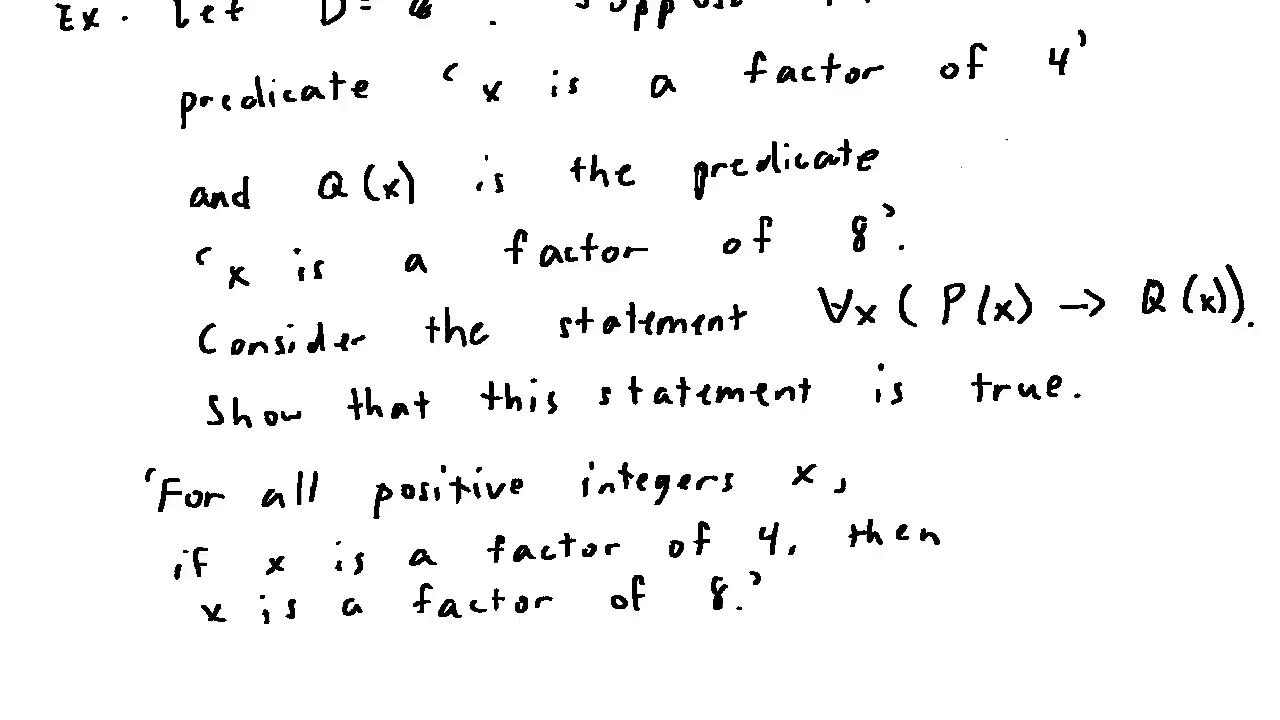 Ex. Let D =
predicate ‘x is a factor of 4’
and Q(x) is the predicate
‘x is a factor of 8’.
Consider the statement ∀x (P(x) → Q(x)).
Show that this statement is true.
‘For all positive integers x,
if x is a factor of 4, then
x is a factor of 8.’